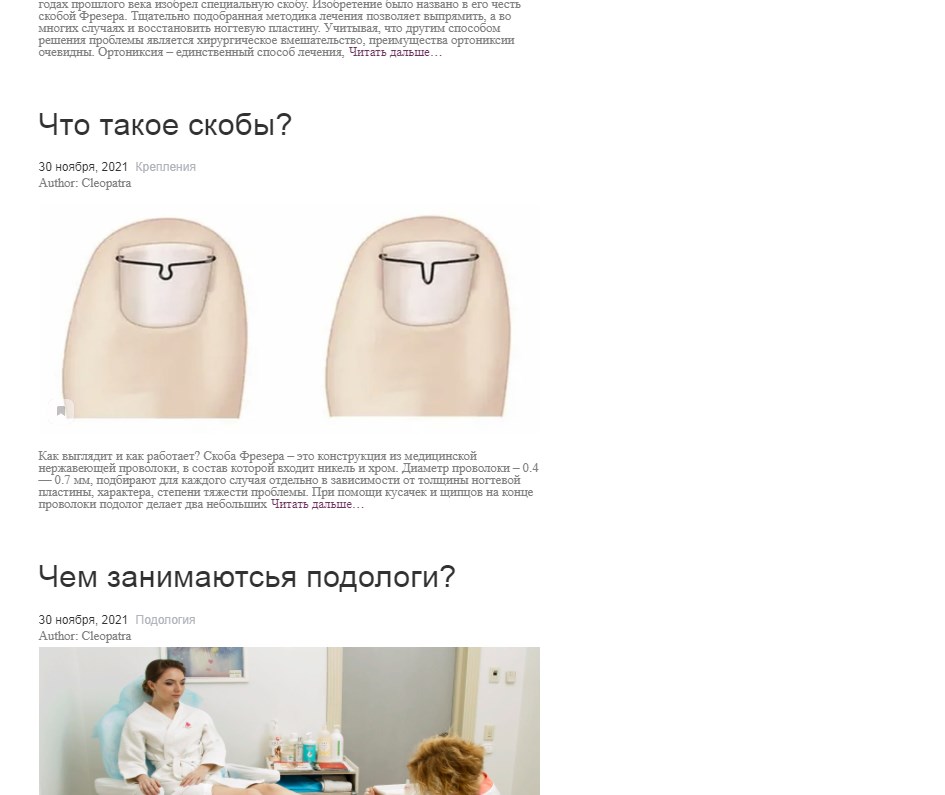 годах прошлого века изобрел специальную скобу. Изобретение было названо в его честь
скобой Фрезера. Тщательно подобранная методика лечения позволяет выпрямить, а во
многих случаях и восстановить ногтевую пластину. Учитывая, что другим способом
решения проблемы является хирургическое вмешательство, преимущества ортониксии
очевидны. Ортониксия – единственный способ лечения, Читать дальше…
Что такое скобы?
30 ноября, 2021 Крепления
Author: Cleopatra
Как выглядит и как работает? Скоба Фрезера – это конструкция из медицинской
нержавеющей проволоки, в состав которой входит никель и хром. Диаметр проволоки – 0.4
— 0.7 мм, подбирают для каждого случая отдельно в зависимости от толщины ногтевой
пластины, характера, степени тяжести проблемы. При помощи кусачек и щипцов на конце
проволоки подолог делает два небольших Читать дальше…
Чем занимаютсья подологи?
30 ноября, 2021 Подология
Author: Cleopatra